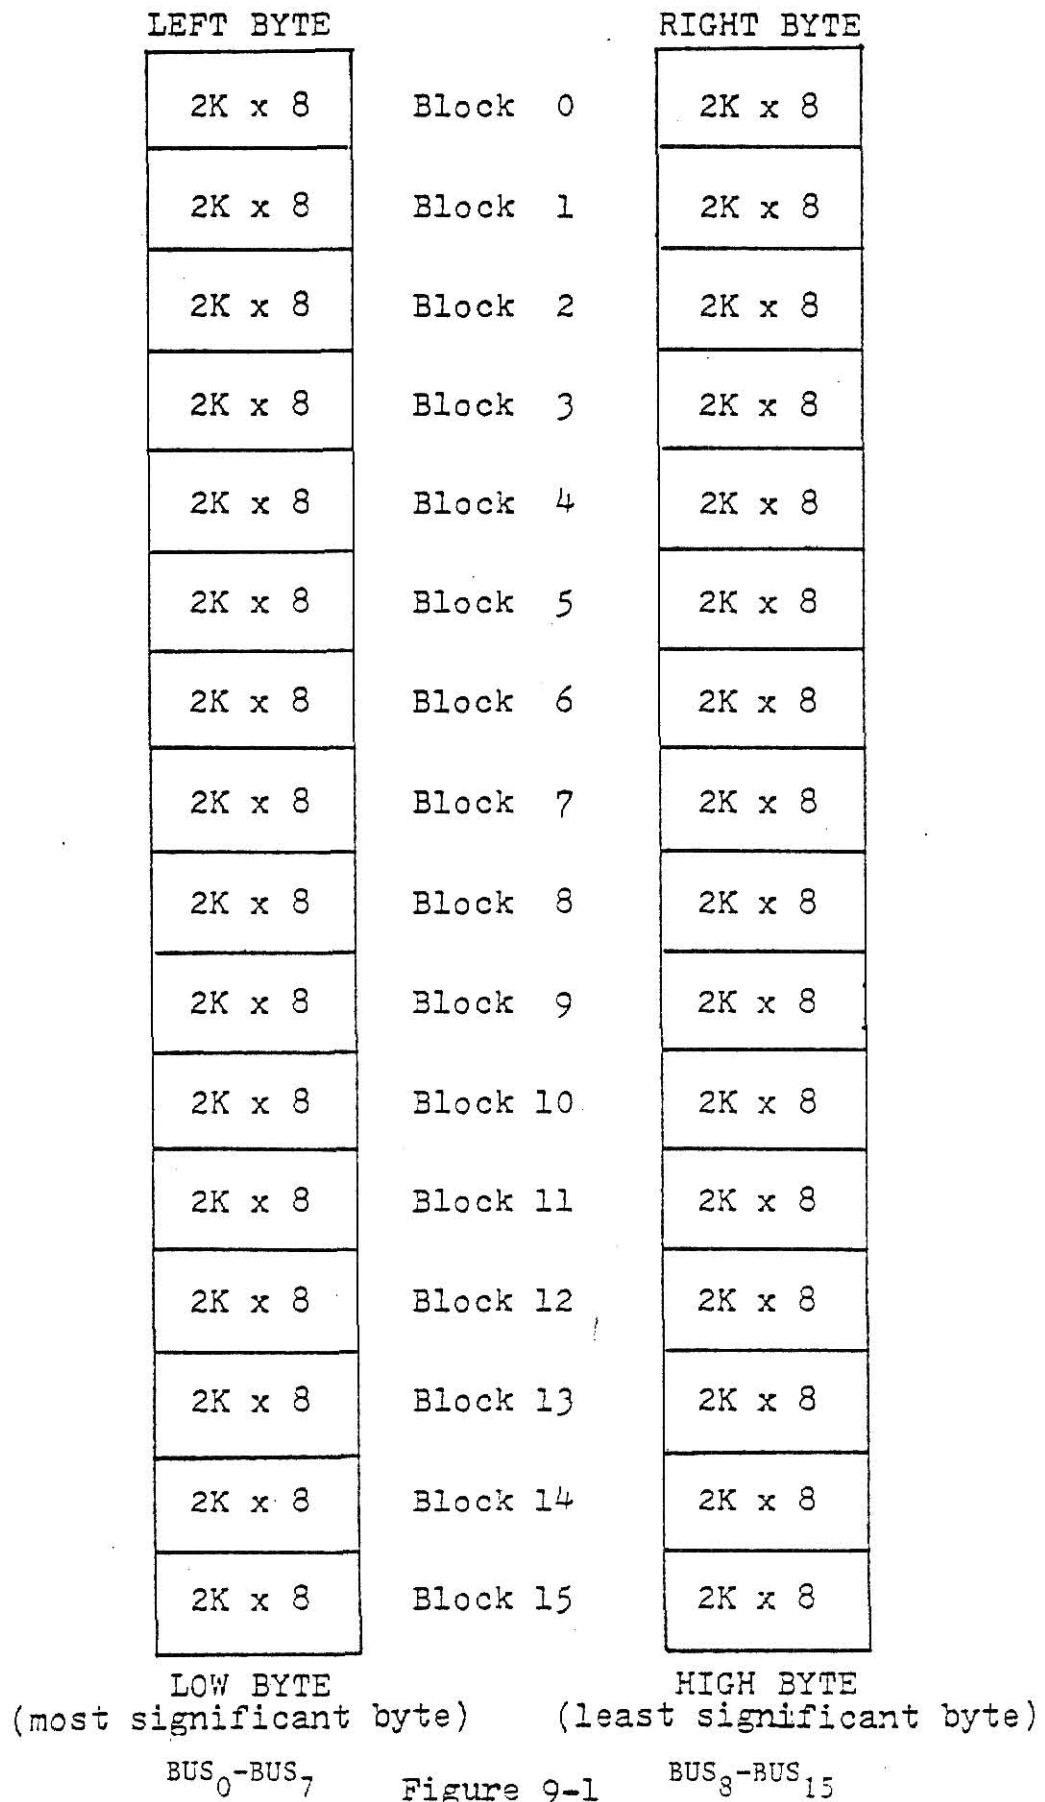 LEFT BYTE RIGHT BYTE
2K x 8 Block 0 2K x 8
2K x 8 Block 1 2K x 8
2K x 8 Block 2 2K x 8
2K x 8 Block 3 2K x 8
2K x 8 Block 4 2K x 8
2K x 8 Block 5 2K x 8
2K x 8 Block 6 2K x 8
2K x 8 Block 7 2K x 8
2K x 8 Block 8 2K x 8
2K x 8 Block 9 2K x 8
2K x 8 Block 10 2K x 8
2K x 8 Block 11 2K x 8
2K x 8 Block 12 2K x 8
2K x 8 Block 13 2K x 8
2K x 8 Block 14 2K x 8
2K x 8 Block 15 2K x 8
LOW BYTE HIGH BYTE
(most significant byte) (least significant byte)
BUS₀-BUS₇ BUS₈-BUS₁₅
Figure 9-1